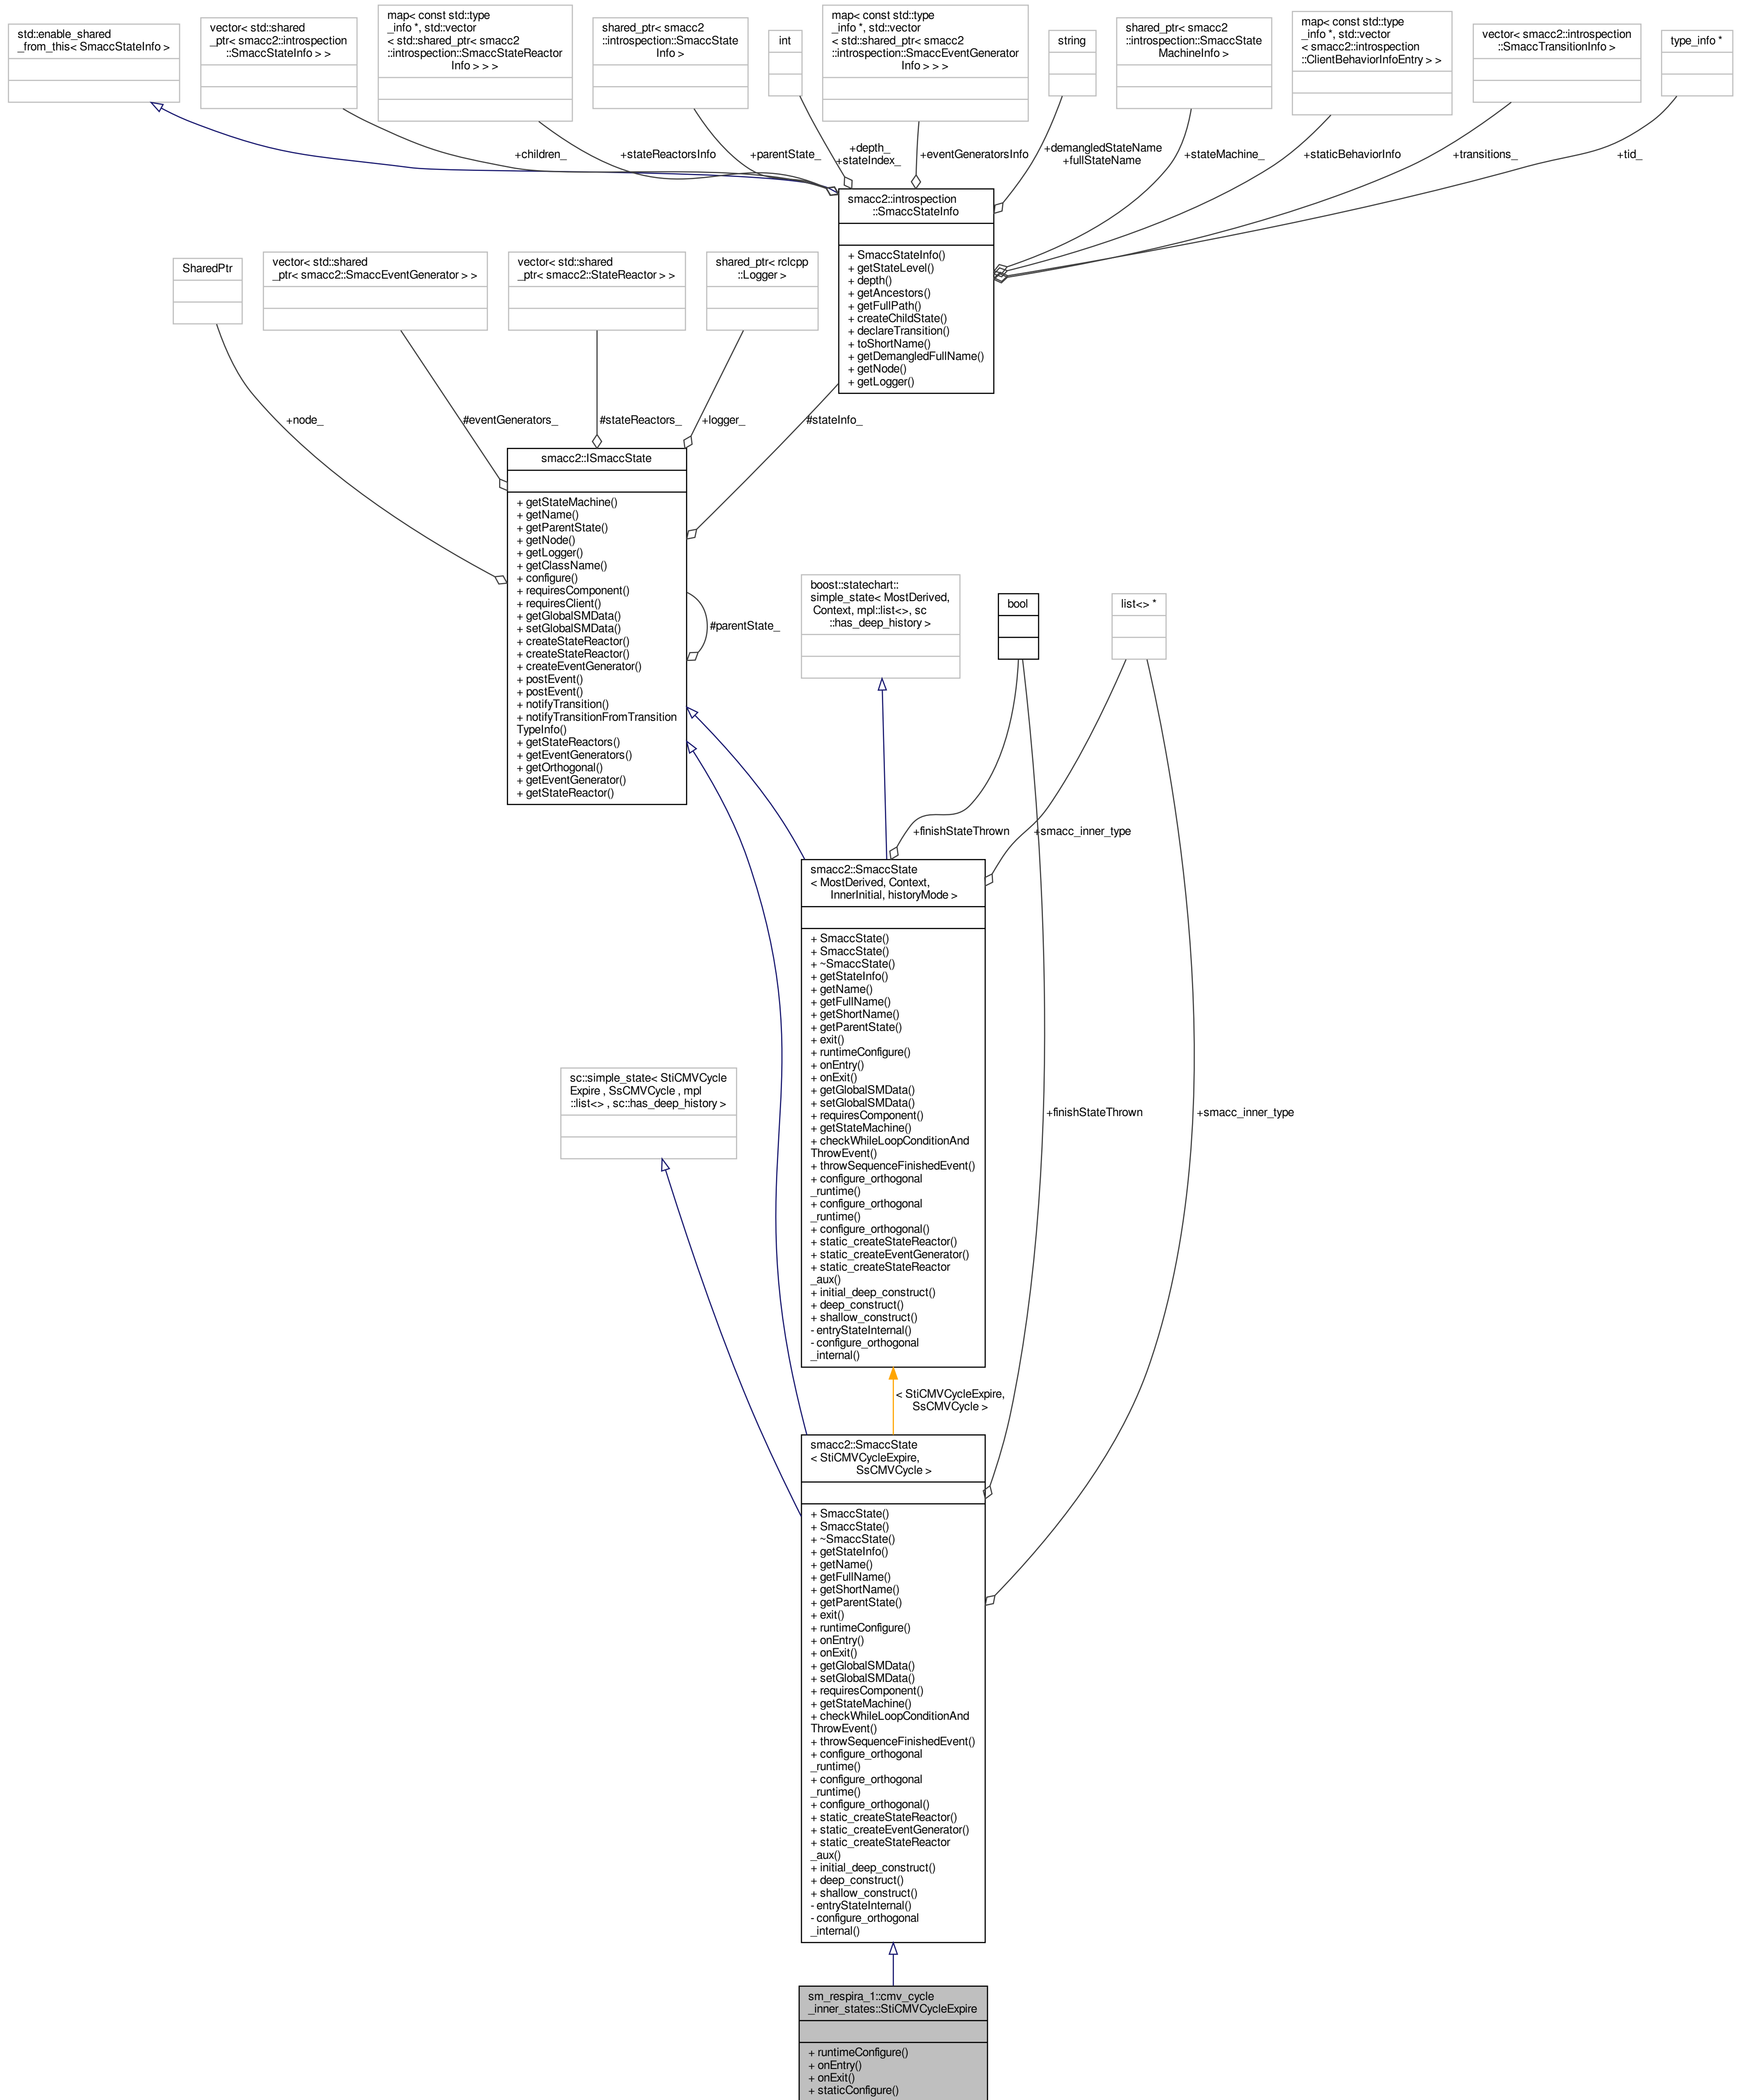 std::enable_shared
_from_this< SmaccStateInfo >
vector< std::shared
_ptr< smacc2::introspection
::SmaccStateInfo > >
map< const std::type
_info *, std::vector
< std::shared_ptr< smacc2
::introspection::SmaccStateReactor
Info > > >
shared_ptr< smacc2
::introspection::SmaccState
Info >
int
map< const std::type
_info *, std::vector
< std::shared_ptr< smacc2
::introspection::SmaccEventGenerator
Info > > >
string
shared_ptr< smacc2
::introspection::SmaccState
MachineInfo >
map< const std::type
_info *, std::vector
< smacc2::introspection
::ClientBehaviorInfoEntry > >
vector< smacc2::introspection
::SmaccTransitionInfo >
type_info *
+children_
+stateReactorsInfo
+parentState_
+depth_
+stateIndex_
+eventGeneratorsInfo
+demangledStateName
+fullStateName
+stateMachine_
+staticBehaviorInfo
+transitions_
+tid_
smacc2::introspection
::SmaccStateInfo
+ SmaccStateInfo()
+ getStateLevel()
+ depth()
+ getAncestors()
+ getFullPath()
+ createChildState()
+ declareTransition()
+ toShortName()
+ getDemangledFullName()
+ getNode()
+ getLogger()
SharedPtr
vector< std::shared
_ptr< smacc2::SmaccEventGenerator > >
vector< std::shared
_ptr< smacc2::StateReactor > >
shared_ptr< rclcpp
::Logger >
+node_
#eventGenerators_
#stateReactors_
+logger_
#stateInfo_
smacc2::ISmaccState
+ getStateMachine()
+ getName()
+ getParentState()
+ getNode()
+ getLogger()
+ getClassName()
+ configure()
+ requiresComponent()
+ requiresClient()
+ getGlobalSMData()
+ setGlobalSMData()
+ createStateReactor()
+ createStateReactor()
+ createEventGenerator()
+ postEvent()
+ postEvent()
+ notifyTransition()
+ notifyTransitionFromTransition
TypeInfo()
+ getStateReactors()
+ getEventGenerators()
+ getOrthogonal()
+ getEventGenerator()
+ getStateReactor()
#parentState_
boost::statechart::
simple_state< MostDerived,
Context, mpl::list<>, sc
::has_deep_history >
bool
list<> *
+finishStateThrown
+smacc_inner_type
smacc2::SmaccState
< MostDerived, Context,
InnerInitial, historyMode >
+ SmaccState()
+ SmaccState()
+ ~SmaccState()
+ getStateInfo()
+ getName()
+ getFullName()
+ getShortName()
+ getParentState()
+ exit()
+ runtimeConfigure()
+ onEntry()
+ onExit()
+ getGlobalSMData()
+ setGlobalSMData()
+ requiresComponent()
+ getStateMachine()
+ checkWhileLoopConditionAnd
ThrowEvent()
+ throwSequenceFinishedEvent()
+ configure_orthogonal
_runtime()
+ configure_orthogonal
_runtime()
+ configure_orthogonal()
+ static_createStateReactor()
+ static_createEventGenerator()
+ static_createStateReactor
_aux()
+ initial_deep_construct()
+ deep_construct()
+ shallow_construct()
- entryStateInternal()
- configure_orthogonal
_internal()
sc::simple_state< StiCMVCycle
Expire , SsCMVCycle , mpl
::list<> , sc::has_deep_history >
+finishStateThrown
+smacc_inner_type
< StiCMVCycleExpire,
SsCMVCycle >
smacc2::SmaccState
< StiCMVCycleExpire,
SsCMVCycle >
+ SmaccState()
+ SmaccState()
+ ~SmaccState()
+ getStateInfo()
+ getName()
+ getFullName()
+ getShortName()
+ getParentState()
+ exit()
+ runtimeConfigure()
+ onEntry()
+ onExit()
+ getGlobalSMData()
+ setGlobalSMData()
+ requiresComponent()
+ getStateMachine()
+ checkWhileLoopConditionAnd
ThrowEvent()
+ throwSequenceFinishedEvent()
+ configure_orthogonal
_runtime()
+ configure_orthogonal
_runtime()
+ configure_orthogonal()
+ static_createStateReactor()
+ static_createEventGenerator()
+ static_createStateReactor
_aux()
+ initial_deep_construct()
+ deep_construct()
+ shallow_construct()
- entryStateInternal()
- configure_orthogonal
_internal()
sm_respira_1::cmv_cycle
_inner_states::StiCMVCycleExpire
+ runtimeConfigure()
+ onEntry()
+ onExit()
+ staticConfigure()